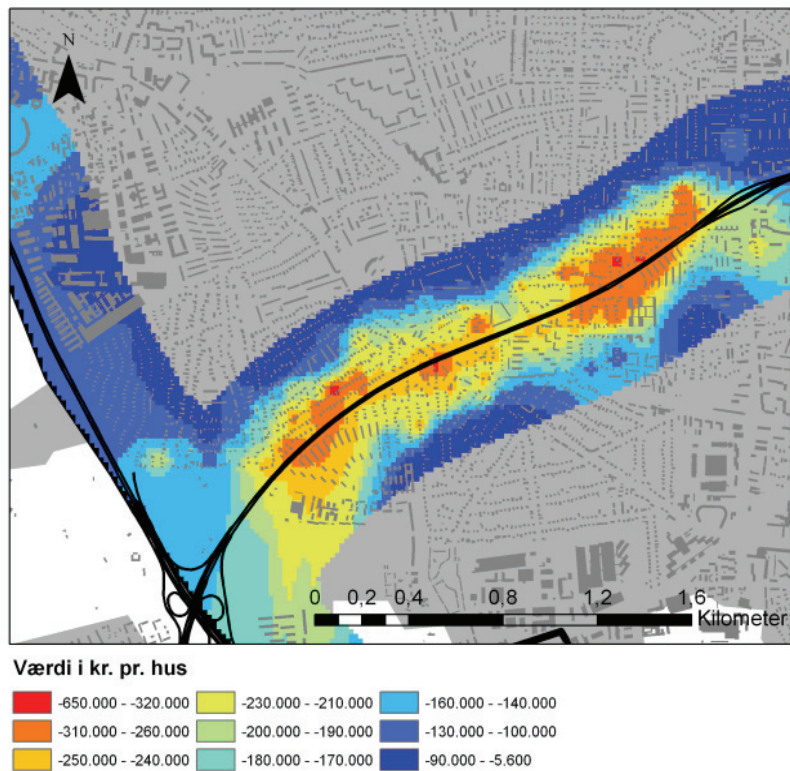 N
0 0,2 0,4 0,8 1,2 1,6
Kilometer
Værdi i kr. pr. hus
-650.000 - -320.000 -230.000 - -210.000 -160.000 - -140.000
-310.000 - -260.000 -200.000 - -190.000 -130.000 - -100.000
-250.000 - -240.000 -180.000 - -170.000 -90.000 - -5.600